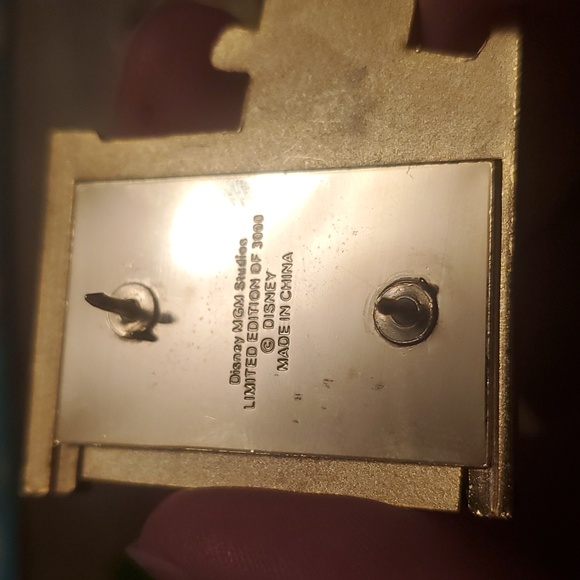 Disney MGM Studios
LIMITED EDITION OF 3000
© DISNEY
MADE IN CHINA